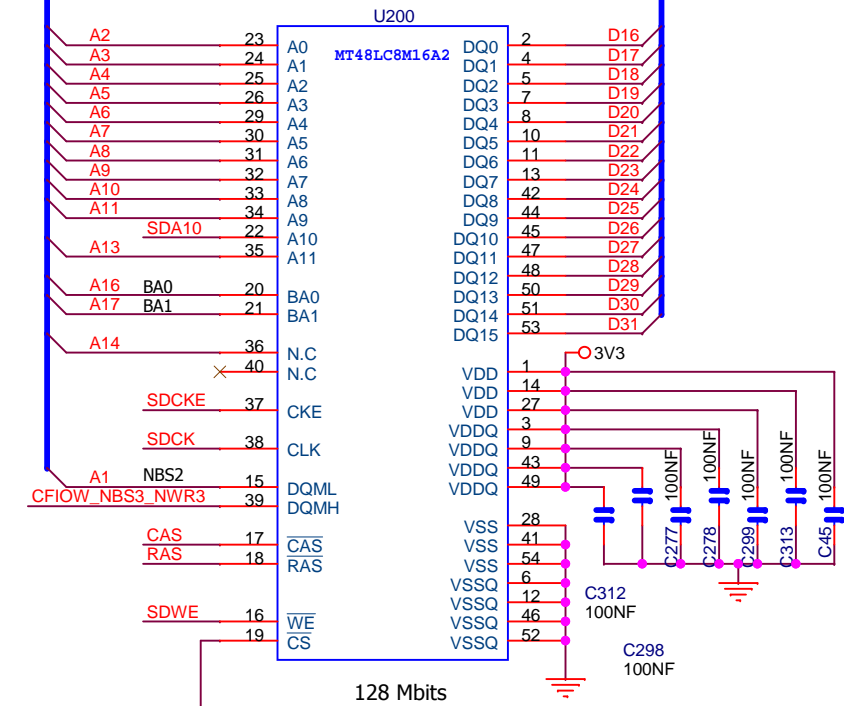 U200
MT48LC8M16A2
A2 23 A0 DQ0 2 D16
A3 24 A1 DQ1 4 D17
A4 25 A2 DQ2 5 D18
A5 26 A3 DQ3 7 D19
A6 29 A4 DQ4 8 D20
A7 30 A5 DQ5 10 D21
A8 31 A6 DQ6 11 D22
A9 32 A7 DQ7 13 D23
A10 33 A8 DQ8 42 D24
A11 34 A9 DQ9 44 D25
SDA10 22 A10 DQ10 45 D26
A13 35 A11 DQ11 47 D27
DQ12 48 D28
A16 BA0 20 BA0 DQ13 50 D29
A17 BA1 21 BA1 DQ14 51 D30
DQ15 53 D31
A14 36 N.C
3V3
40 N.C VDD 1
VDD 14
SDCKE 37 CKE VDD 27
VDDQ 3
SDCK 38 CLK VDDQ 9
VDDQ 43
A1 NBS2 15 DQML VDDQ 49
CFIOW_NBS3_NWR3 39 DQMH
100NF 100NF 100NF 100NF 100NF
C277 C278 C299 C313 C45
VSS 28
CAS 17 CAS VSS 41
RAS 18 RAS VSS 54
VSSQ 6
VSSQ 12
SDWE 16 WE VSSQ 46
19 CS VSSQ 52
C312
100NF
C298
100NF
128 Mbits